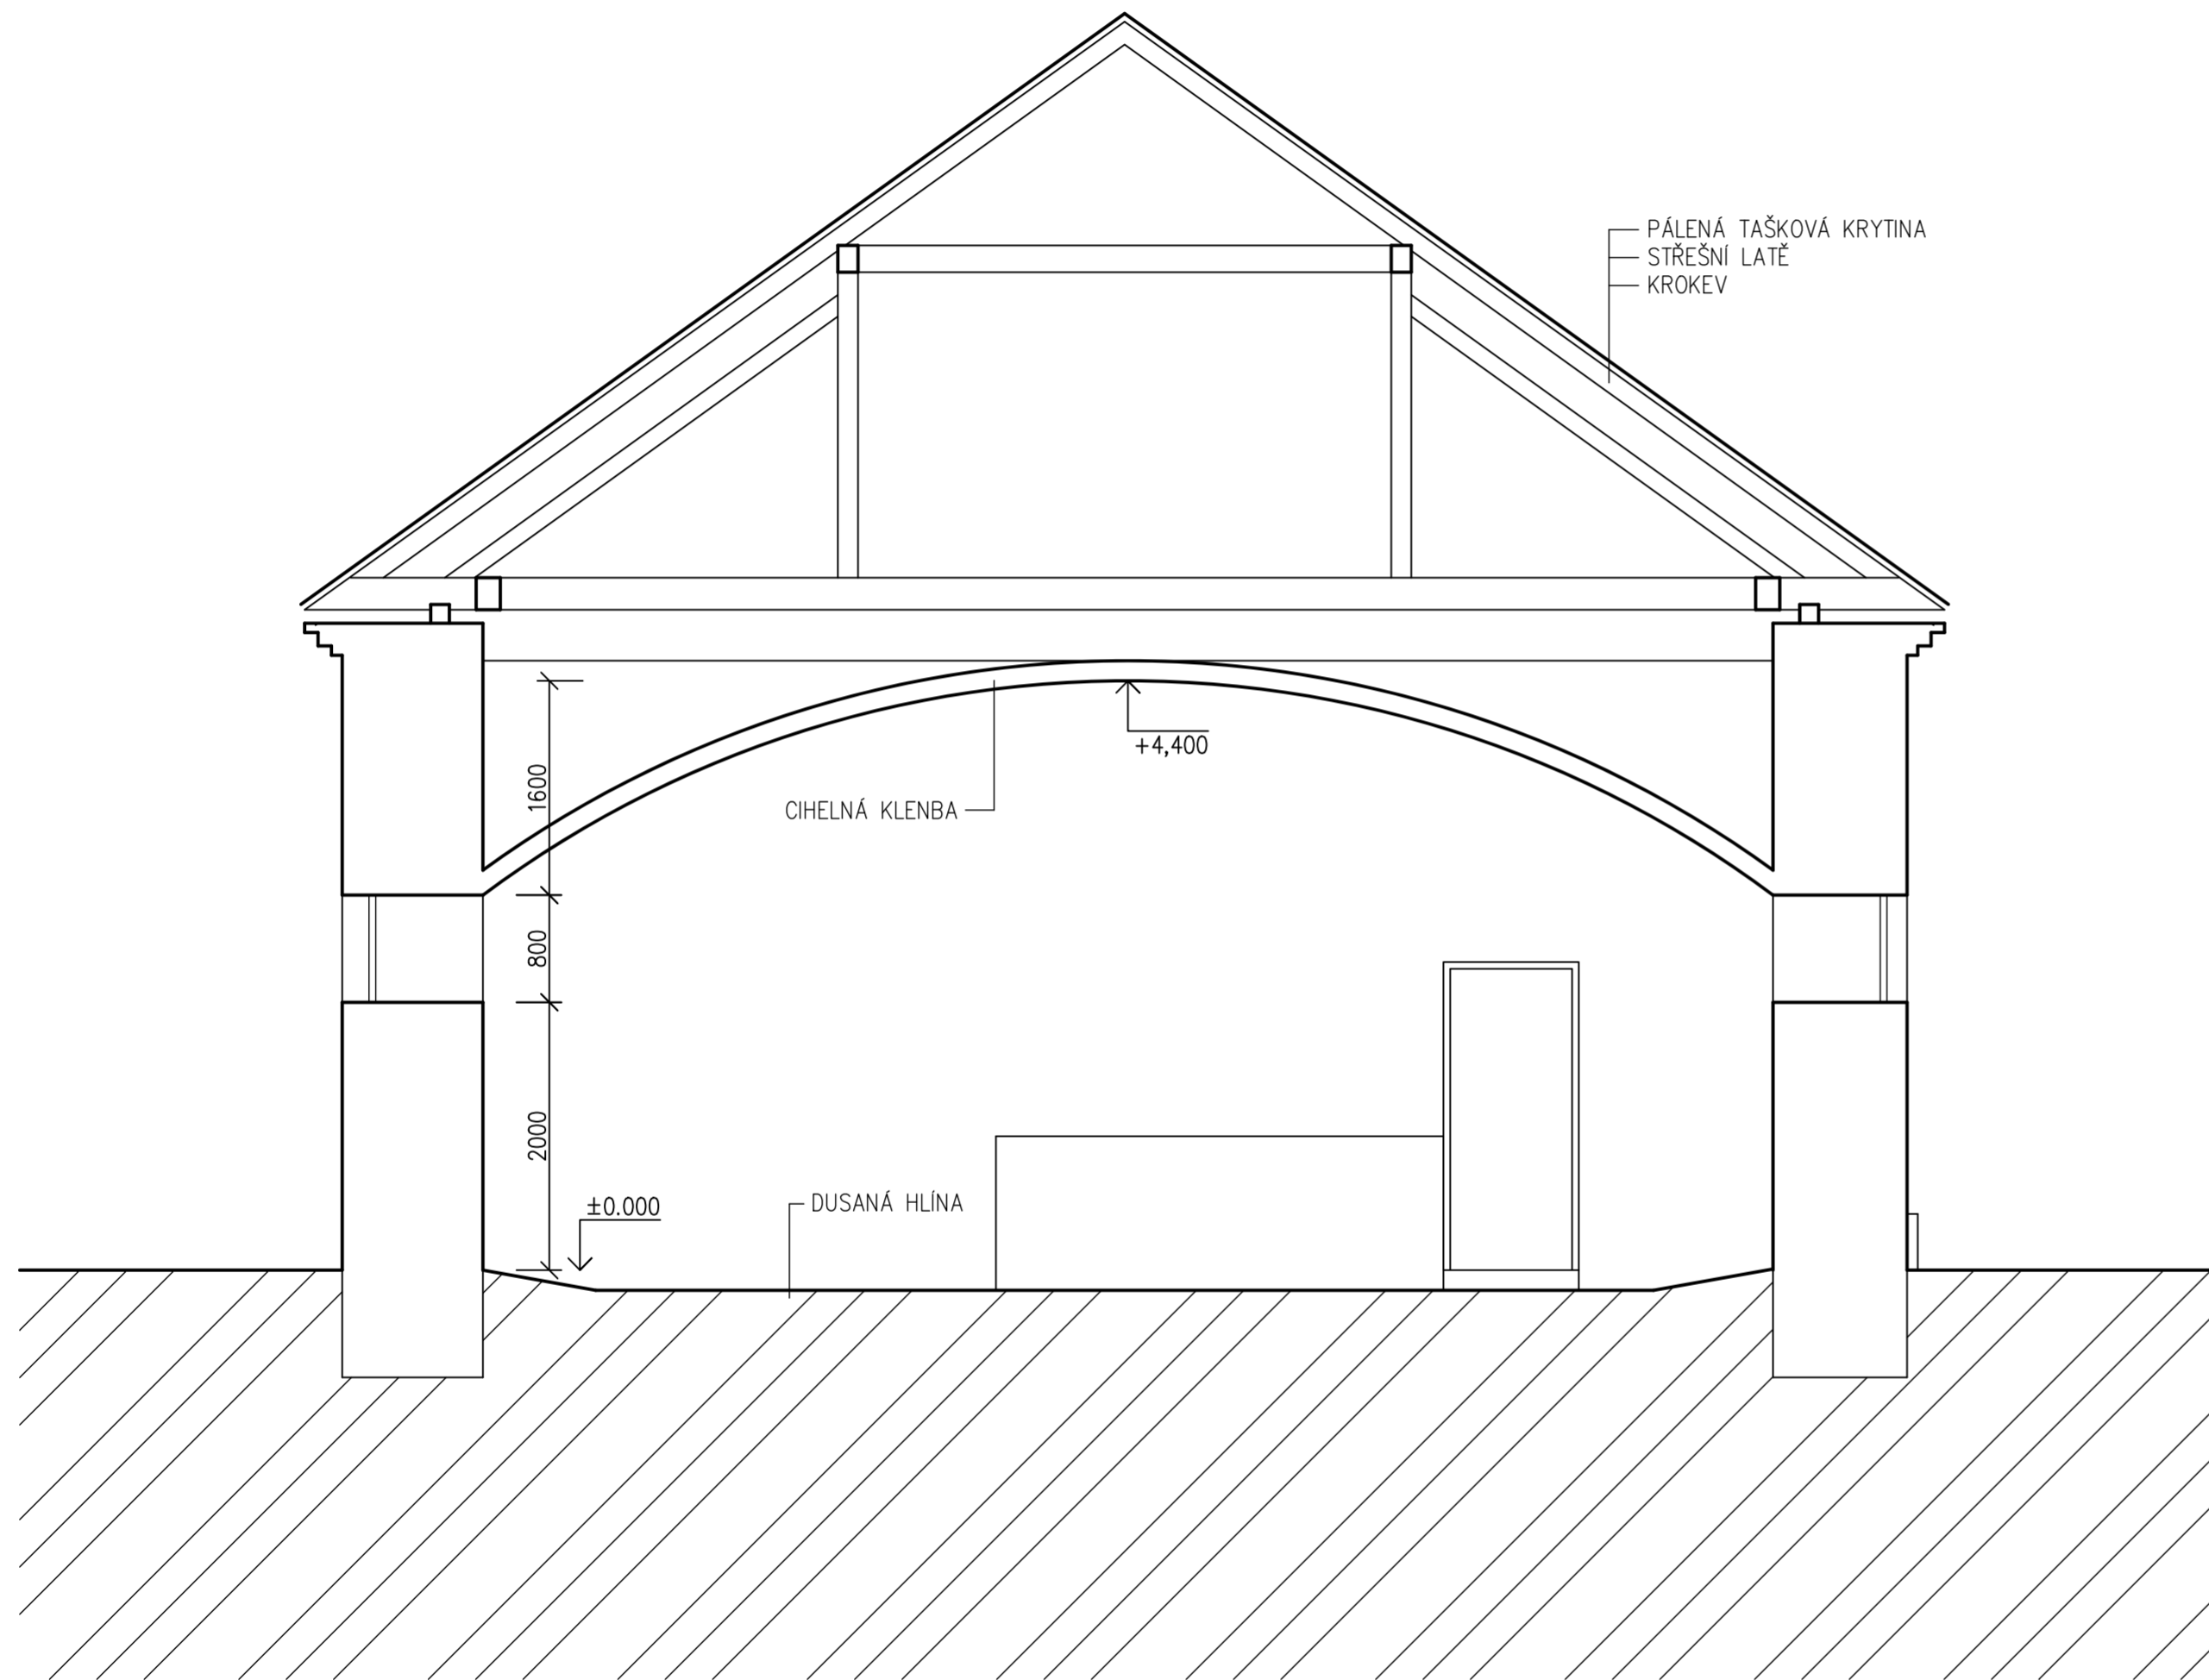 PÁLENÁ TAŠKOVÁ KRYTINA
STŘEŠNÍ LATĚ
KROKEV
+4,400
1600
CIHELNÁ KLENBA
800
2000
±0.000
DUSANÁ HLÍNA